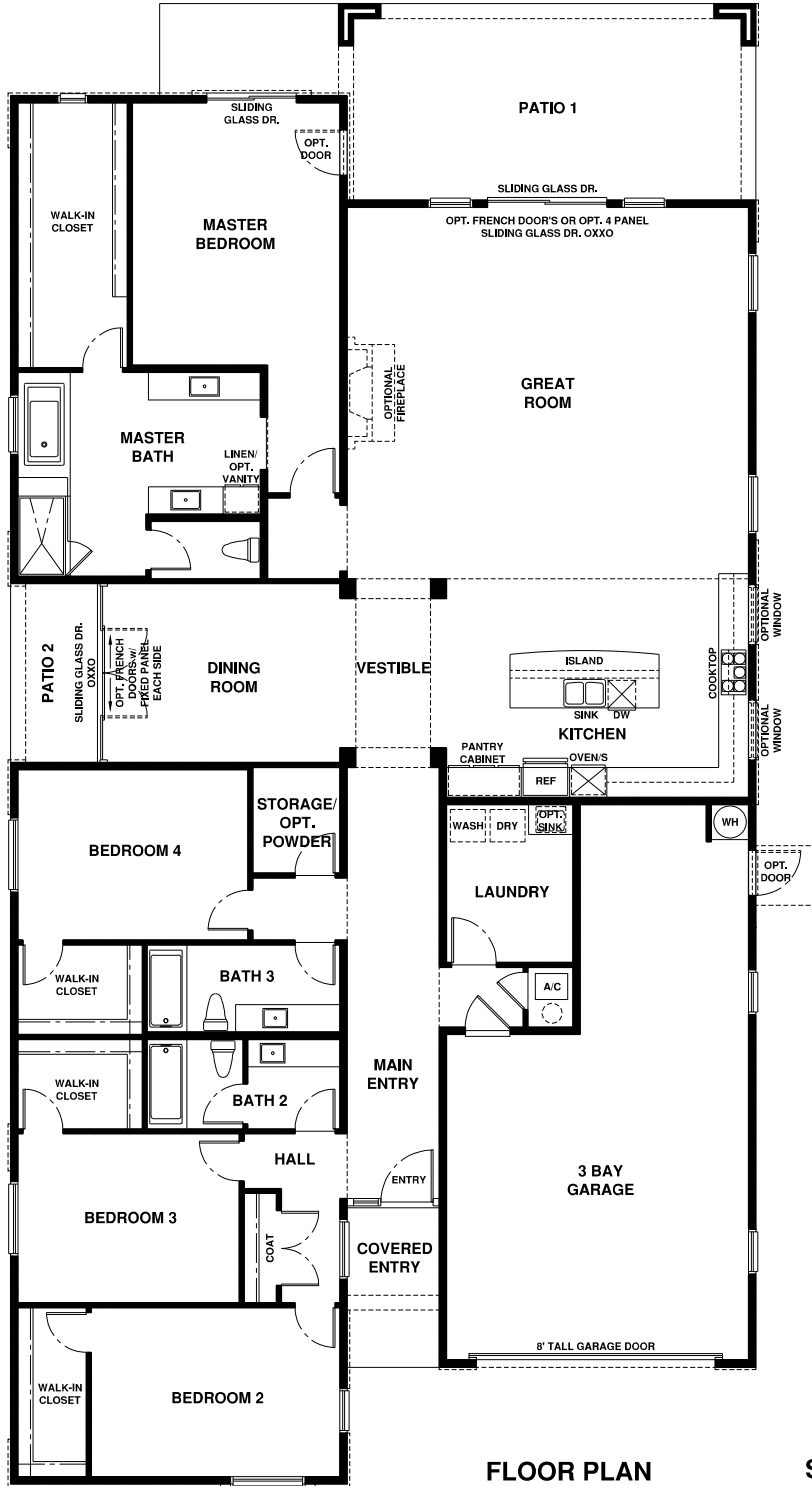 PATIO 1
SLIDING
GLASS DR.
OPT.
DOOR
SLIDING GLASS DR.
OPT. FRENCH DOOR'S OR OPT. 4 PANEL
SLIDING GLASS DR. OXXO
WALK-IN
CLOSET
MASTER
BEDROOM
OPTIONAL
FIREPLACE
GREAT
ROOM
MASTER
BATH
LINEN/
OPT.
VANITY
PATIO 2
SLIDING GLASS DR.
OXXO
OPT. FRENCH
DOORS w/
FIXED PANEL
EACH SIDE
DINING
ROOM
VESTIBLE
ISLAND
SINK
DW
KITCHEN
COOKTOP
OPTIONAL
WINDOW
OPTIONAL
WINDOW
PANTRY
CABINET
REF
OVEN/S
STORAGE/
OPT.
POWDER
BEDROOM 4
WASH
DRY
OPT.
SINK
WH
OPT.
DOOR
LAUNDRY
WALK-IN
CLOSET
BATH 3
A/C
MAIN
ENTRY
WALK-IN
CLOSET
BATH 2
HALL
ENTRY
3 BAY
GARAGE
BEDROOM 3
COAT
COVERED
ENTRY
8' TALL GARAGE DOOR
WALK-IN
CLOSET
BEDROOM 2
FLOOR PLAN
S